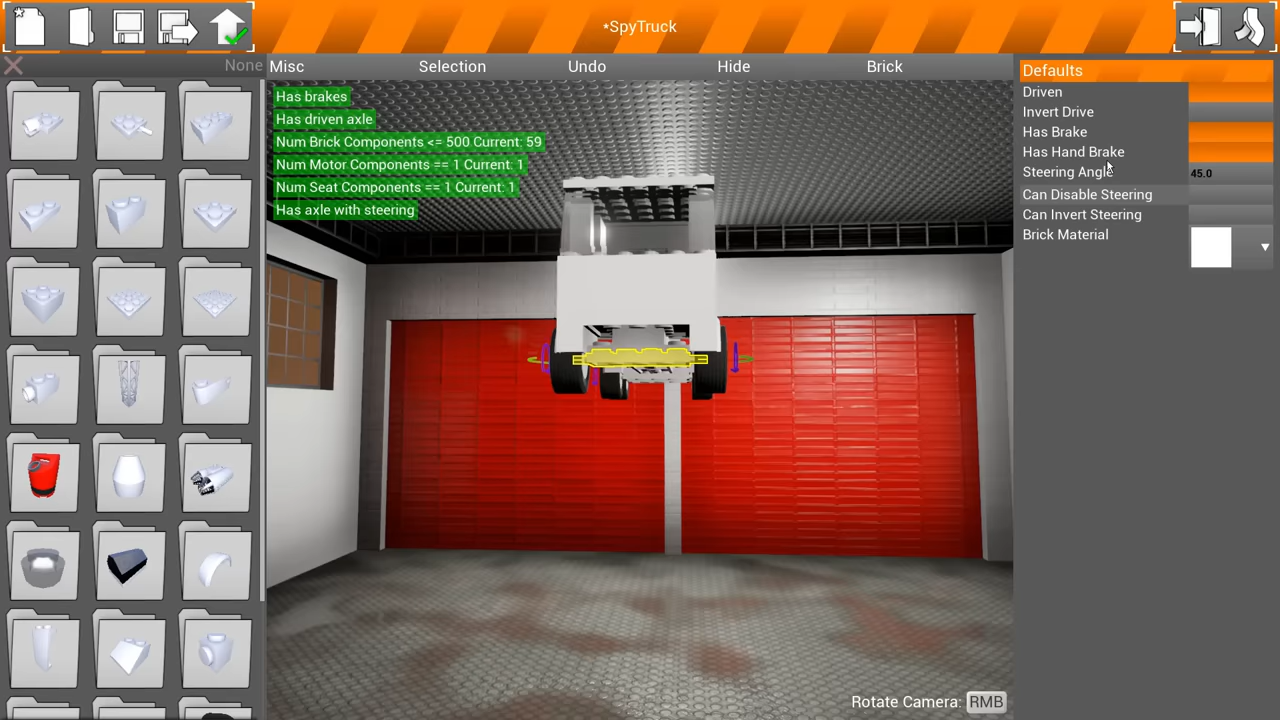 *SpyTruck
None
Misc
Selection
Undo
Hide
Brick
Has brakes
Has driven axle
Num Brick Components <= 500 Current: 59
Num Motor Components == 1 Current: 1
Num Seat Components == 1 Current: 1
Has axle with steering
Defaults
Driven
Invert Drive
Has Brake
Has Hand Brake
Steering Angle
45.0
Can Disable Steering
Can Invert Steering
Brick Material
Rotate Camera: RMB